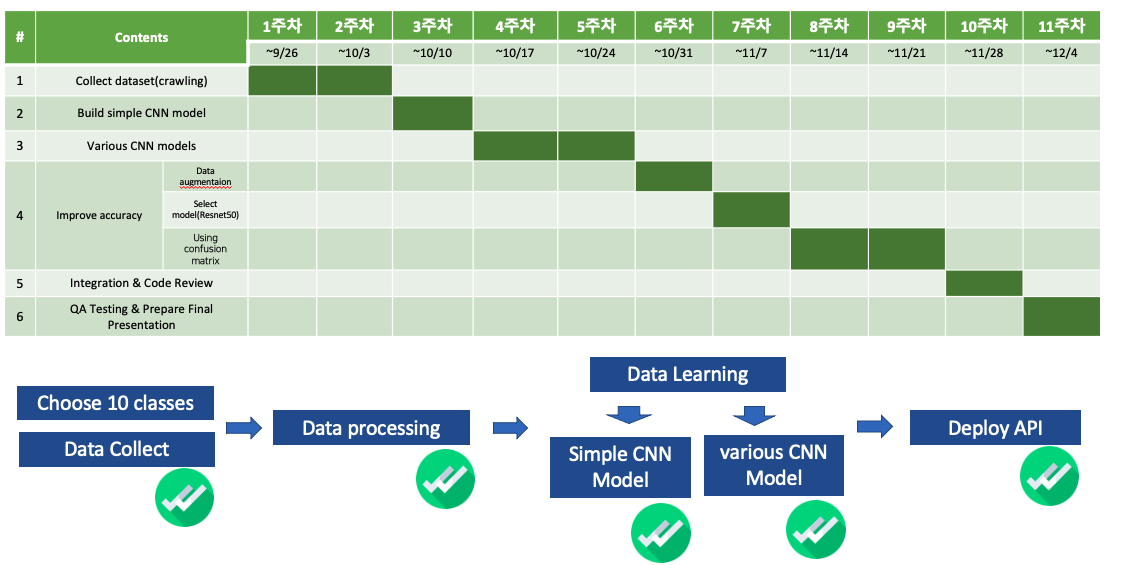 # Contents 1주차 2주차 3주차 4주차 5주차 6주차 7주차 8주차 9주차 10주차 11주차
~9/26 ~10/3 ~10/10 ~10/17 ~10/24 ~10/31 ~11/7 ~11/14 ~11/21 ~11/28 ~12/4
1 Collect dataset(crawling)
2 Build simple CNN model
3 Various CNN models
4 Improve accuracy
Data
augmentaion
Select
model(Resnet50)
Using
confusion
matrix
5 Integration & Code Review
6 QA Testing & Prepare Final
Presentation
Choose 10 classes
Data Collect
Data processing
Data Learning
Simple CNN
Model
various CNN
Model
Deploy API